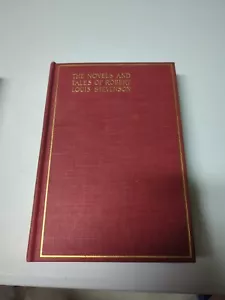 THE NOVELS AND
TALES OF ROBERT
LOUIS STEVENSON